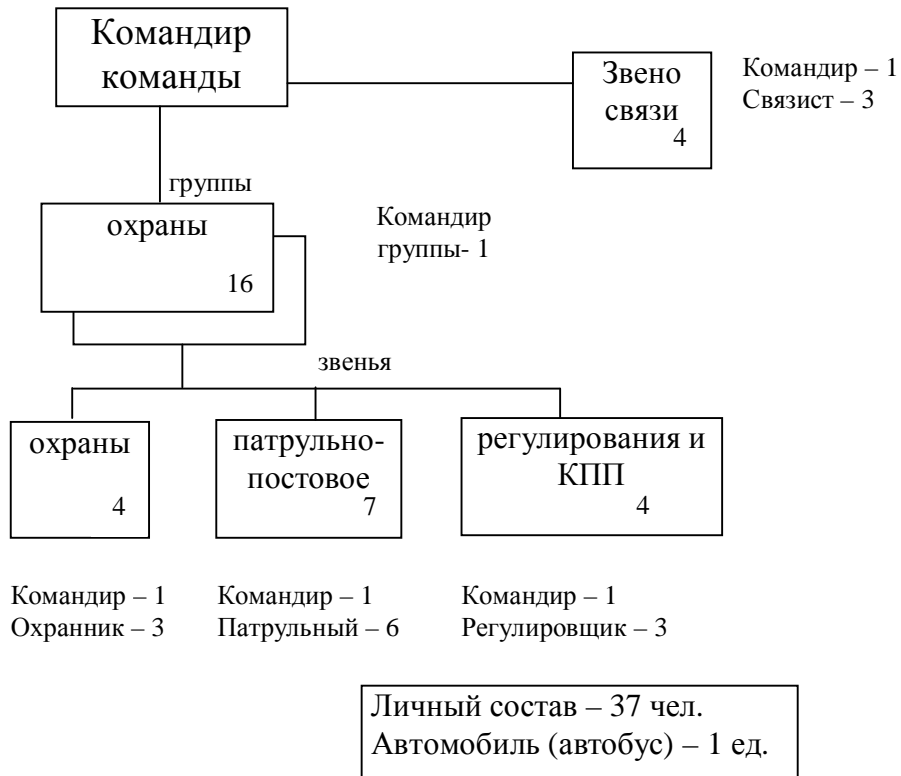 Командир
команды
Звено
связи
4
Командир – 1
Связист – 3
группы
охраны
16
Командир
группы- 1
звенья
охраны
4
патрульно-
постовое
7
регулирования и
КПП
4
Командир – 1
Охранник – 3
Командир – 1
Патрульный – 6
Командир – 1
Регулировщик – 3
Личный состав – 37 чел.
Автомобиль (автобус) – 1 ед.